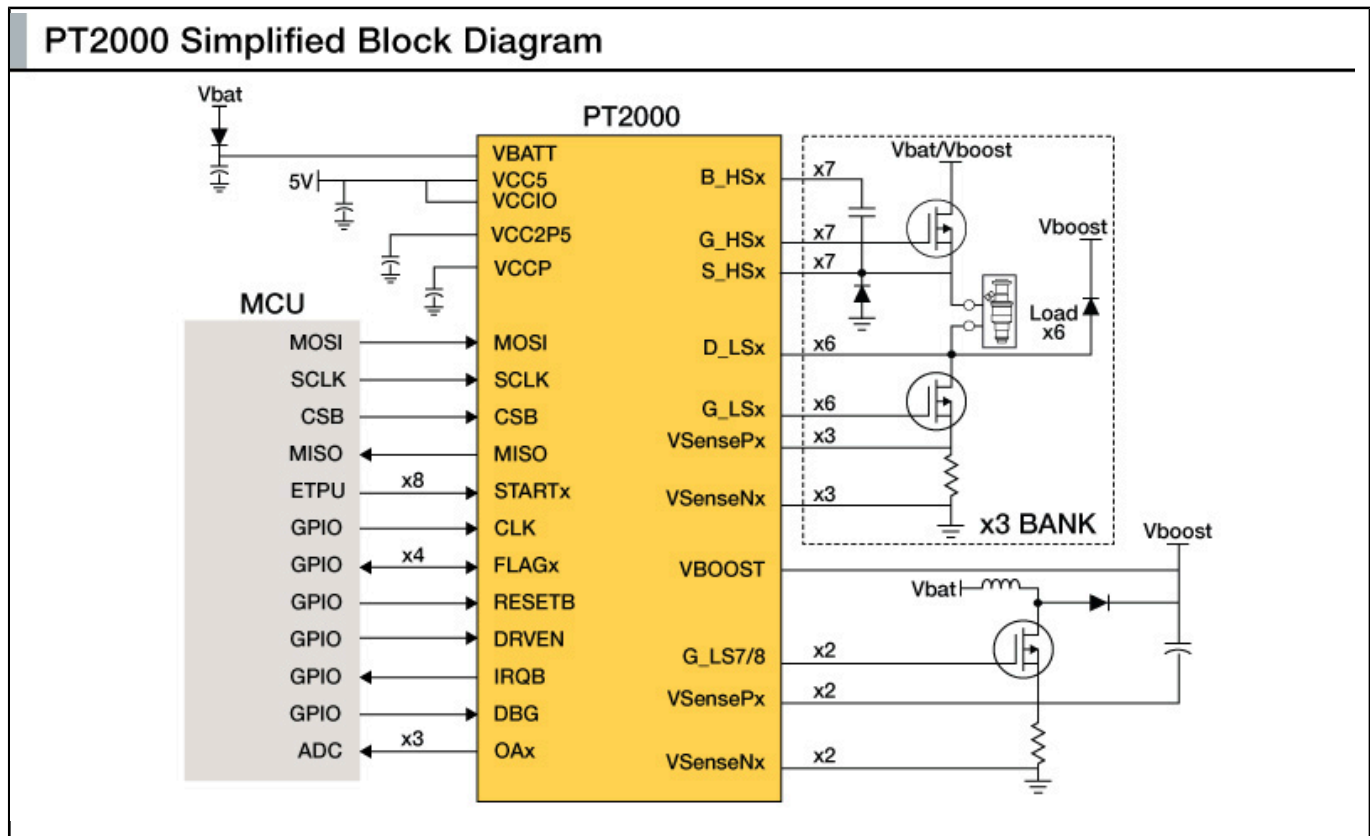 PT2000 Simplified Block Diagram
Vbat
PT2000
5V
VBATT
VCC5
VCCIO
VCC2P5
VCCP
MCU
MOSI
SCLK
CSB
MISO
ETPU
GPIO
GPIO
GPIO
GPIO
GPIO
GPIO
ADC
x8
x4
x3
MOSI
SCLK
CSB
MISO
STARTx
CLK
FLAGx
RESETB
DRVEN
IRQB
DBG
OAx
B_HSx x7
G_HSx x7
S_HSx x7
D_LSx x6
G_LSx x6
VSensePx x3
VSenseNx x3
VBOOST
G_LS7/8 x2
VSensePx x2
VSenseNx x2
Vbat/Vboost
Vboost
Load
x6
x3 BANK
Vboost
Vbat